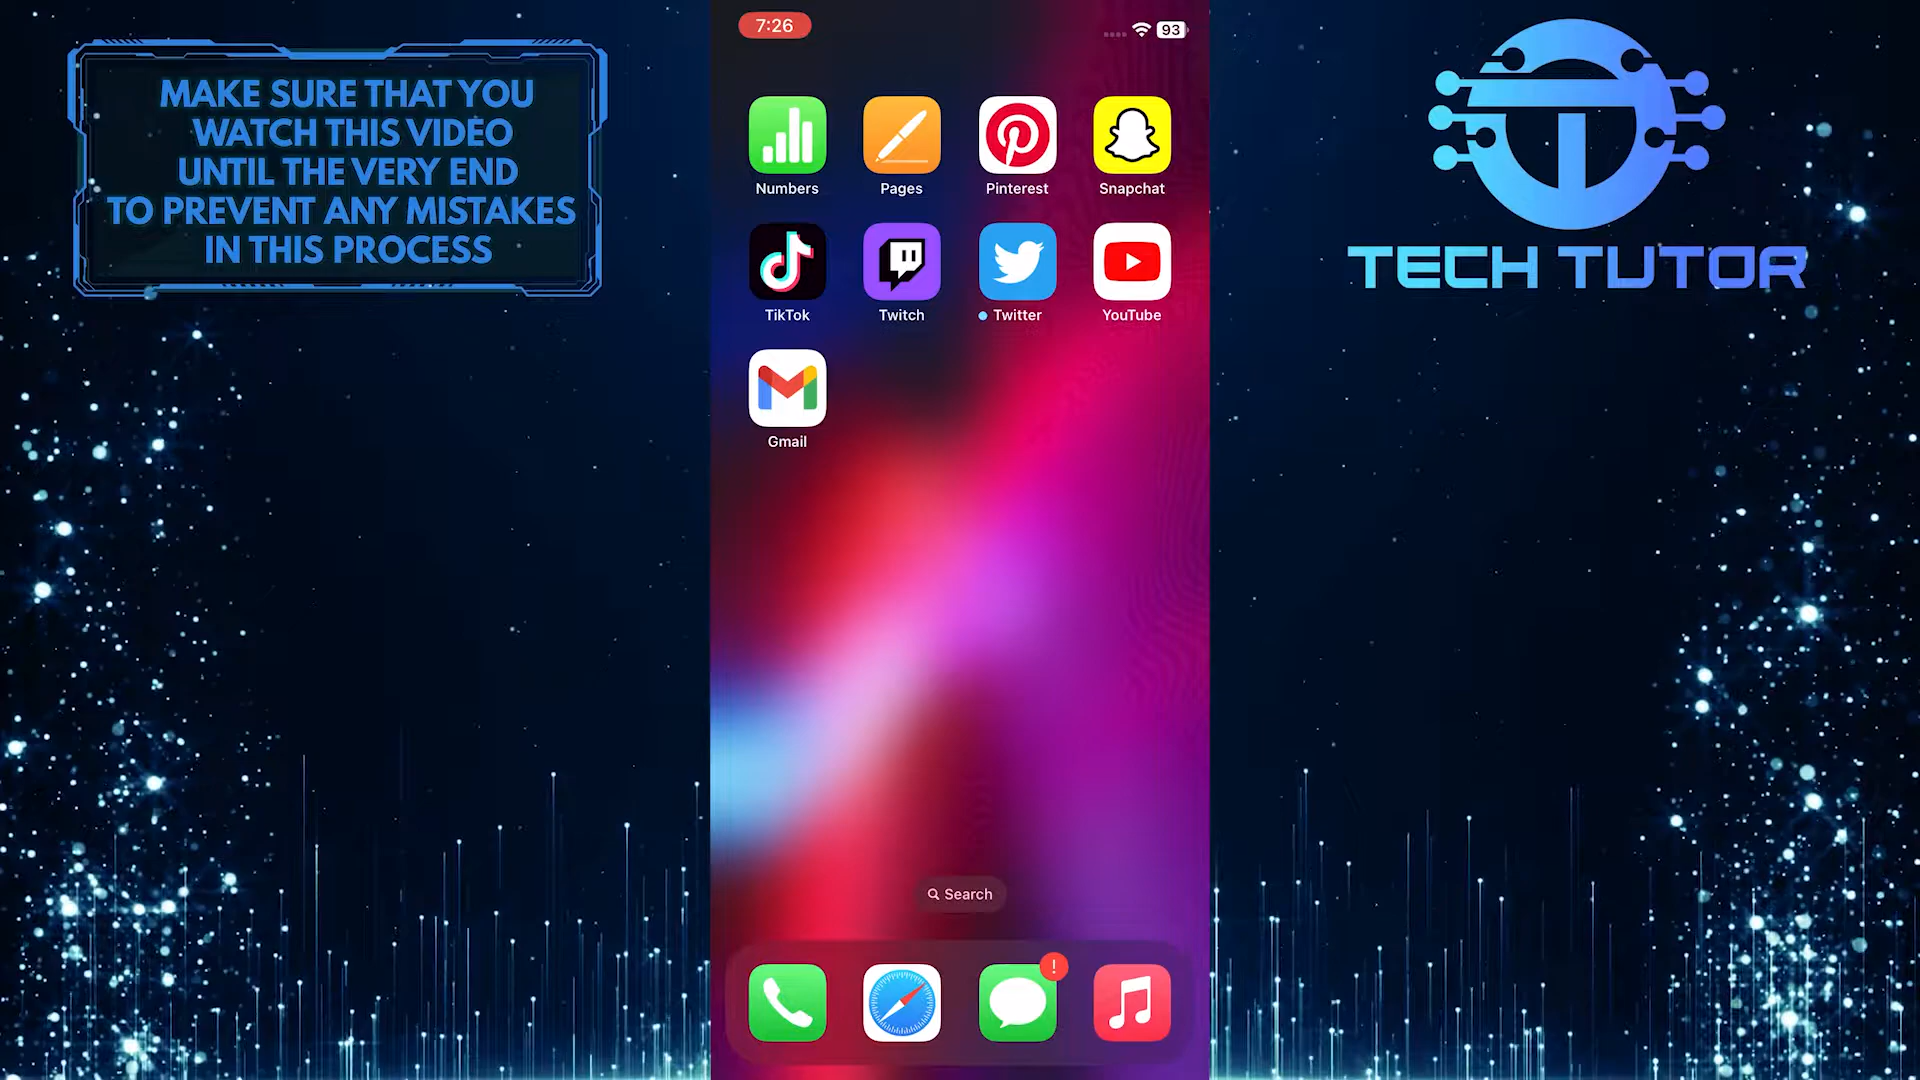 MAKE SURE THAT YOU
WATCH THIS VIDEO
UNTIL THE VERY END
TO PREVENT ANY MISTAKES
IN THIS PROCESS
7:26
93
Numbers
Pages
Pinterest
Snapchat
TikTok
Twitch
Twitter
YouTube
Gmail
Search
!
TECH TUTOR